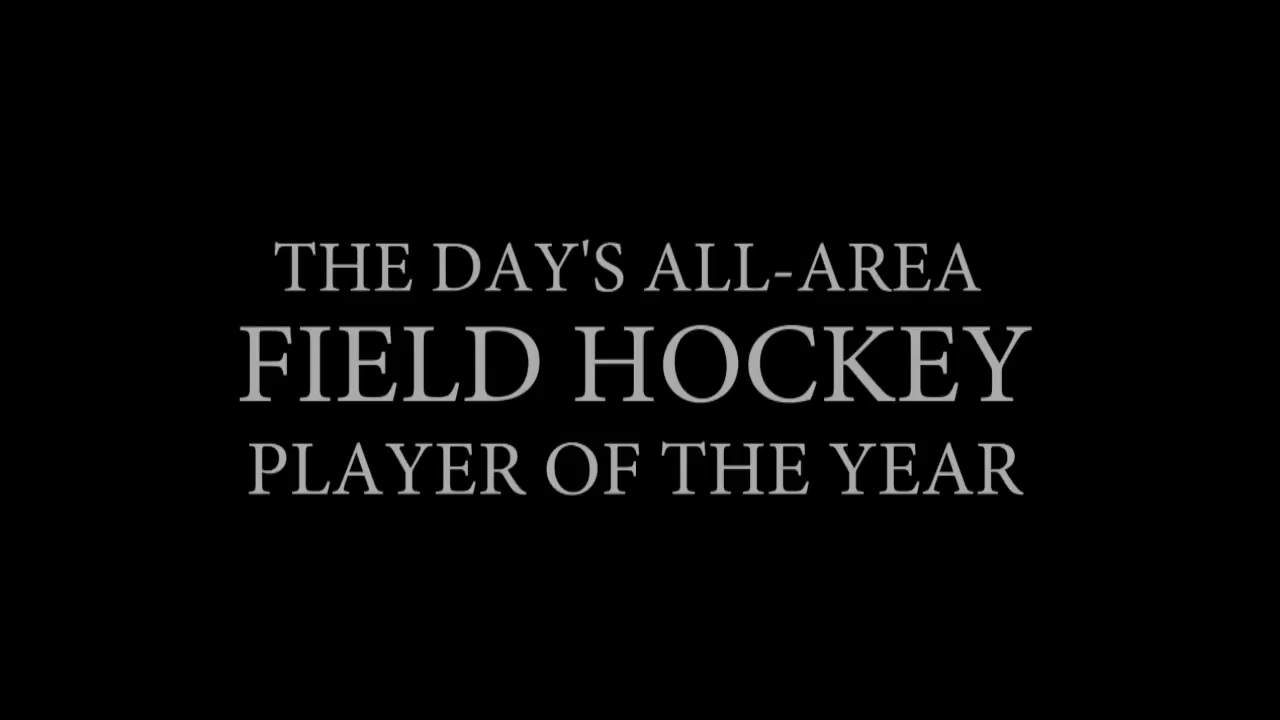 THE DAY'S ALL-AREA
FIELD HOCKEY
PLAYER OF THE YEAR